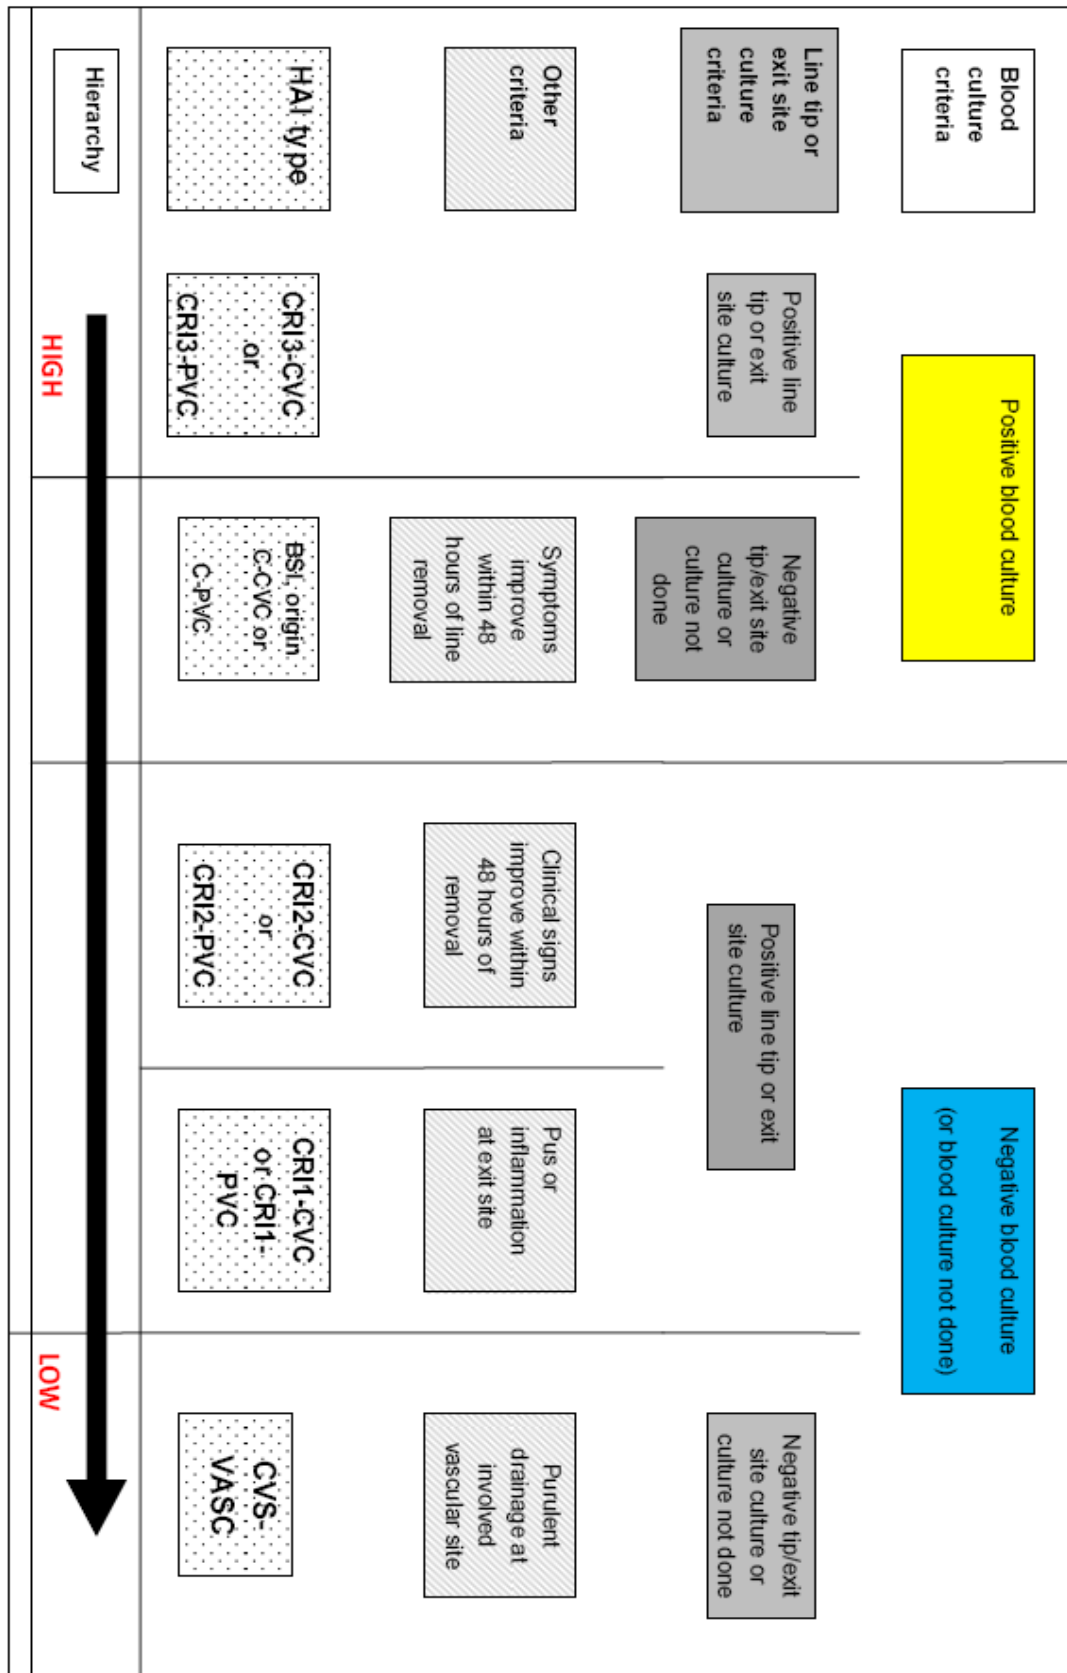 Blood
culture
criteria
Positive blood culture
Negative blood culture
(or blood culture not done)
Line tip or
exit site
culture
criteria
Positive line
tip or exit
site culture
Negative
tip/exit site
culture or
culture not
done
Positive line tip or exit
site culture
Negative tip/exit
site culture or
culture not done
Other
criteria
Symptoms
improve
within 48
hours of line
removal
Clinical signs
improve within
48 hours of
removal
Pus or
inflammation
at exit site
Purulent
drainage at
involved
vascular site
HAI type
CRI3-CVC
or
CRI3-PVC
BSI, origin
C-CVC or
C-PVC
CRI2-CVC
or
CRI2-PVC
CRI1-CVC
or CRI1-
PVC
CVS-
VASC
Hierarchy
HIGH
LOW